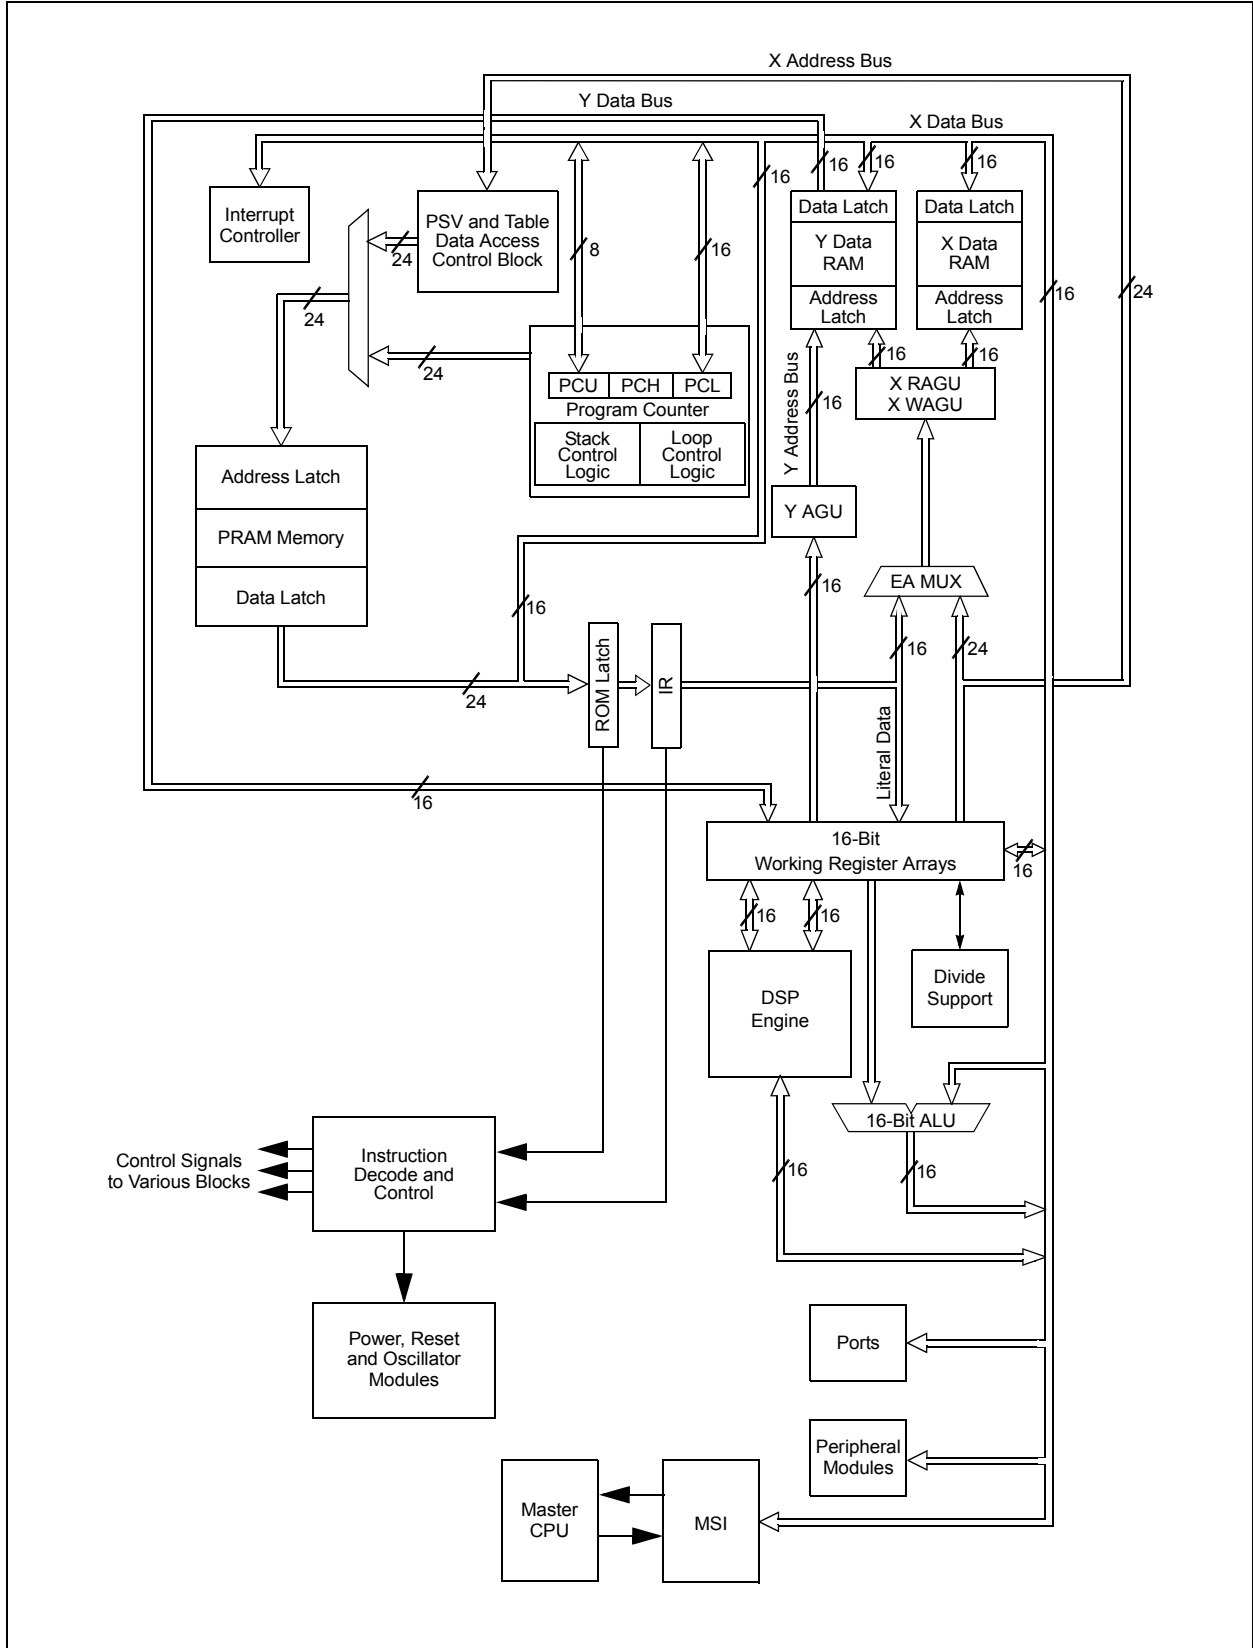 X Address Bus
Y Data Bus
X Data Bus
16
16
16
16
Interrupt
Controller
PSV and Table
Data Access
Control Block
24
8
16
Data Latch
Y Data
RAM
Address
Latch
Data Latch
X Data
RAM
Address
Latch
16
24
24
24
16
16
PCU
PCH
PCL
Program Counter
Stack
Control
Logic
Loop
Control
Logic
Y Address Bus
16
X RAGU
X WAGU
Address Latch
PRAM Memory
Data Latch
Y AGU
16
EA MUX
16
16
24
24
ROM Latch
IR
Literal Data
16
16-Bit
Working Register Arrays
16
16
16
DSP
Engine
Divide
Support
16-Bit ALU
16
16
Control Signals
to Various Blocks
Instruction
Decode and
Control
Power, Reset
and Oscillator
Modules
Ports
Peripheral
Modules
Master
CPU
MSI